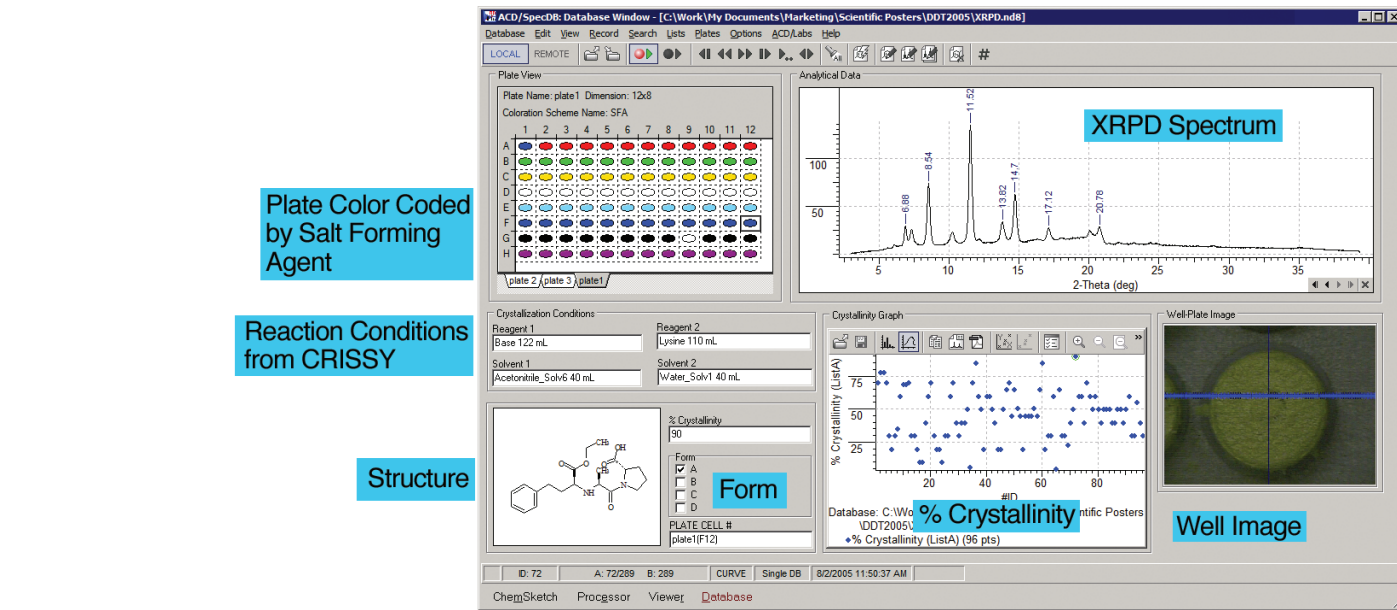 ACD/SpecDB: Database Window - [C:\Work\My Documents\Marketing\Scientific Posters\DDT2005\XRPD.nd8]
Database Edit View Record Search Lists Plates Options ACD/Labs Help
LOCAL REMOTE All #
Plate View
Plate Name: plate1 Dimension: 12x8
Coloration Scheme Name: SFA
1 2 3 4 5 6 7 8 9 10 11 12
A
B
C
D
E
F
G
H
plate 2 plate 3 plate1
Analytical Data
XRPD Spectrum
100
50
6.88
8.54
11.52
13.82
14.7
17.12
20.78
5 10 15 20 25 30 35
2-Theta (deg)
Plate Color Coded
by Salt Forming
Agent
Reaction Conditions
from CRISSY
Crystallization Conditions
Reagent 1
Base 122 mL
Reagent 2
Lysine 110 mL
Solvent 1
Acetonitrile_Solv6 40 mL
Solvent 2
Water_Solv1 40 mL
Structure
CH3
O
O
OH
O
CH3
NH
N
O
% Crystallinity
90
Form
A
B
C
D
Form
PLATE CELL #
plate1(F12)
Crystallinity Graph
% Crystallinity (ListA)
75
50
25
20 40 60 80
#ID
Database: C:\Wo
ntific Posters
\DDT2005\
% Crystallinity
% Crystallinity (ListA) (96 pts)
Well-Plate Image
Well Image
ID: 72 A: 72/289 B: 289 CURVE Single DB 8/2/2005 11:50:37 AM
ChemSketch Processor Viewer Database